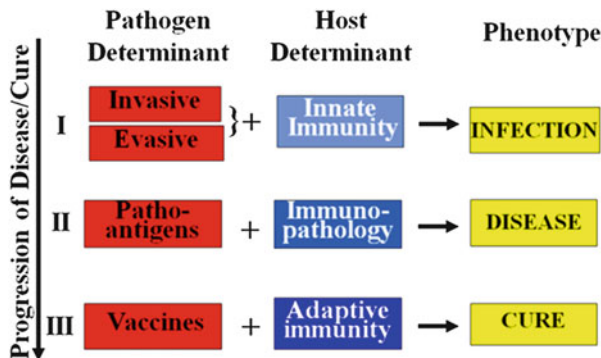 Pathogen Determinant
Host Determinant
Phenotype
Progression of Disease/Cure
I
Invasive
Evasive
} +
Innate Immunity
INFECTION
II
Patho-antigens
+
Immuno-pathology
DISEASE
III
Vaccines
+
Adaptive immunity
CURE